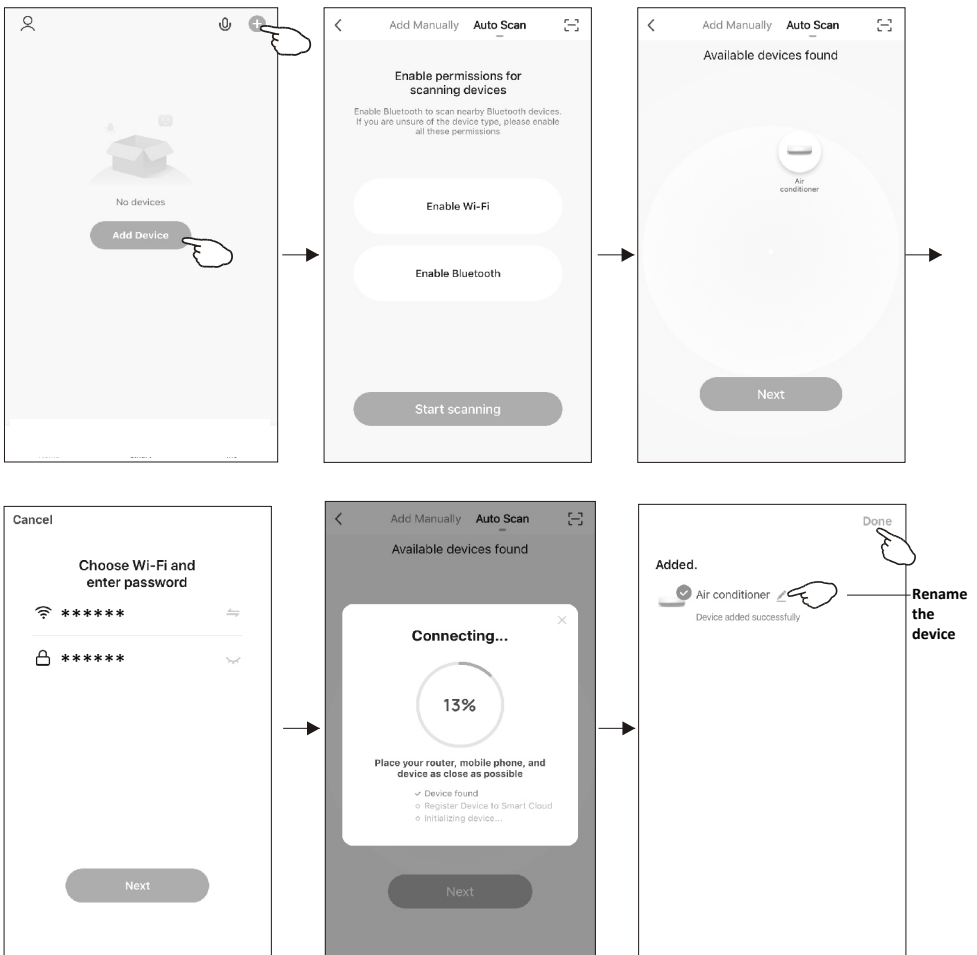 No devices
Add Device
Add Manually Auto Scan
Enable permissions for
scanning devices
Enable Bluetooth to scan nearby Bluetooth devices.
If you are unsure of the device type, please enable
all these permissions
Enable Wi-Fi
Enable Bluetooth
Start scanning
Add Manually Auto Scan
Available devices found
Air
conditioner
Next
Cancel
Choose Wi-Fi and
enter password
******
******
Next
Add Manually Auto Scan
Available devices found
Connecting...
13%
Place your router, mobile phone, and
device as close as possible
Device found
Register Device to Smart Cloud
Initializing device...
Next
Done
Added.
Air conditioner
Device added successfully
Rename
the
device